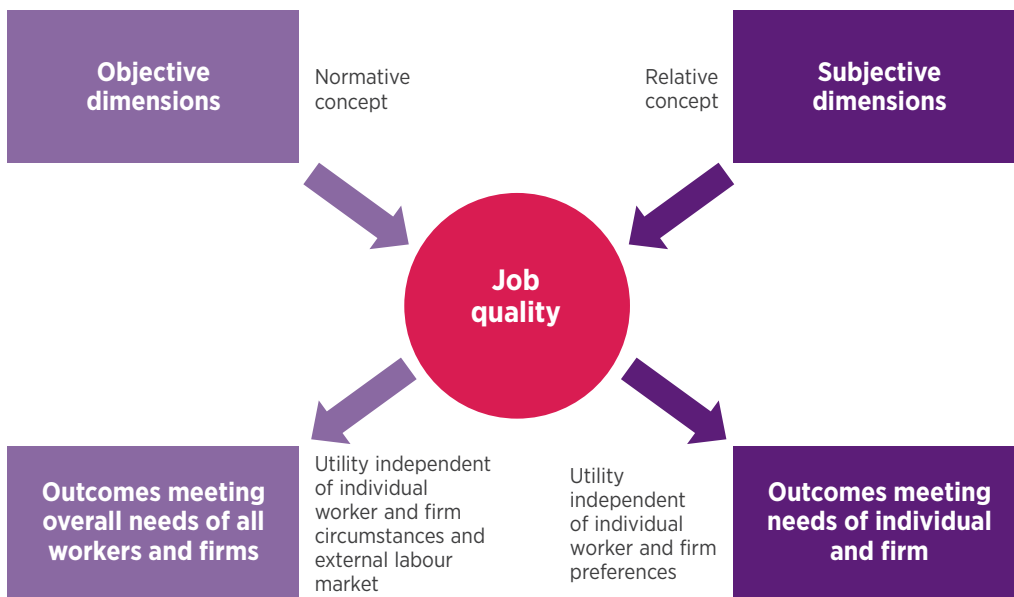 Objective
dimensions
Normative
concept
Relative
concept
Subjective
dimensions
Job
quality
Outcomes meeting
overall needs of all
workers and firms
Utility independent
of individual
worker and firm
circumstances and
external labour
market
Utility
independent
of individual
worker and firm
preferences
Outcomes meeting
needs of individual
and firm